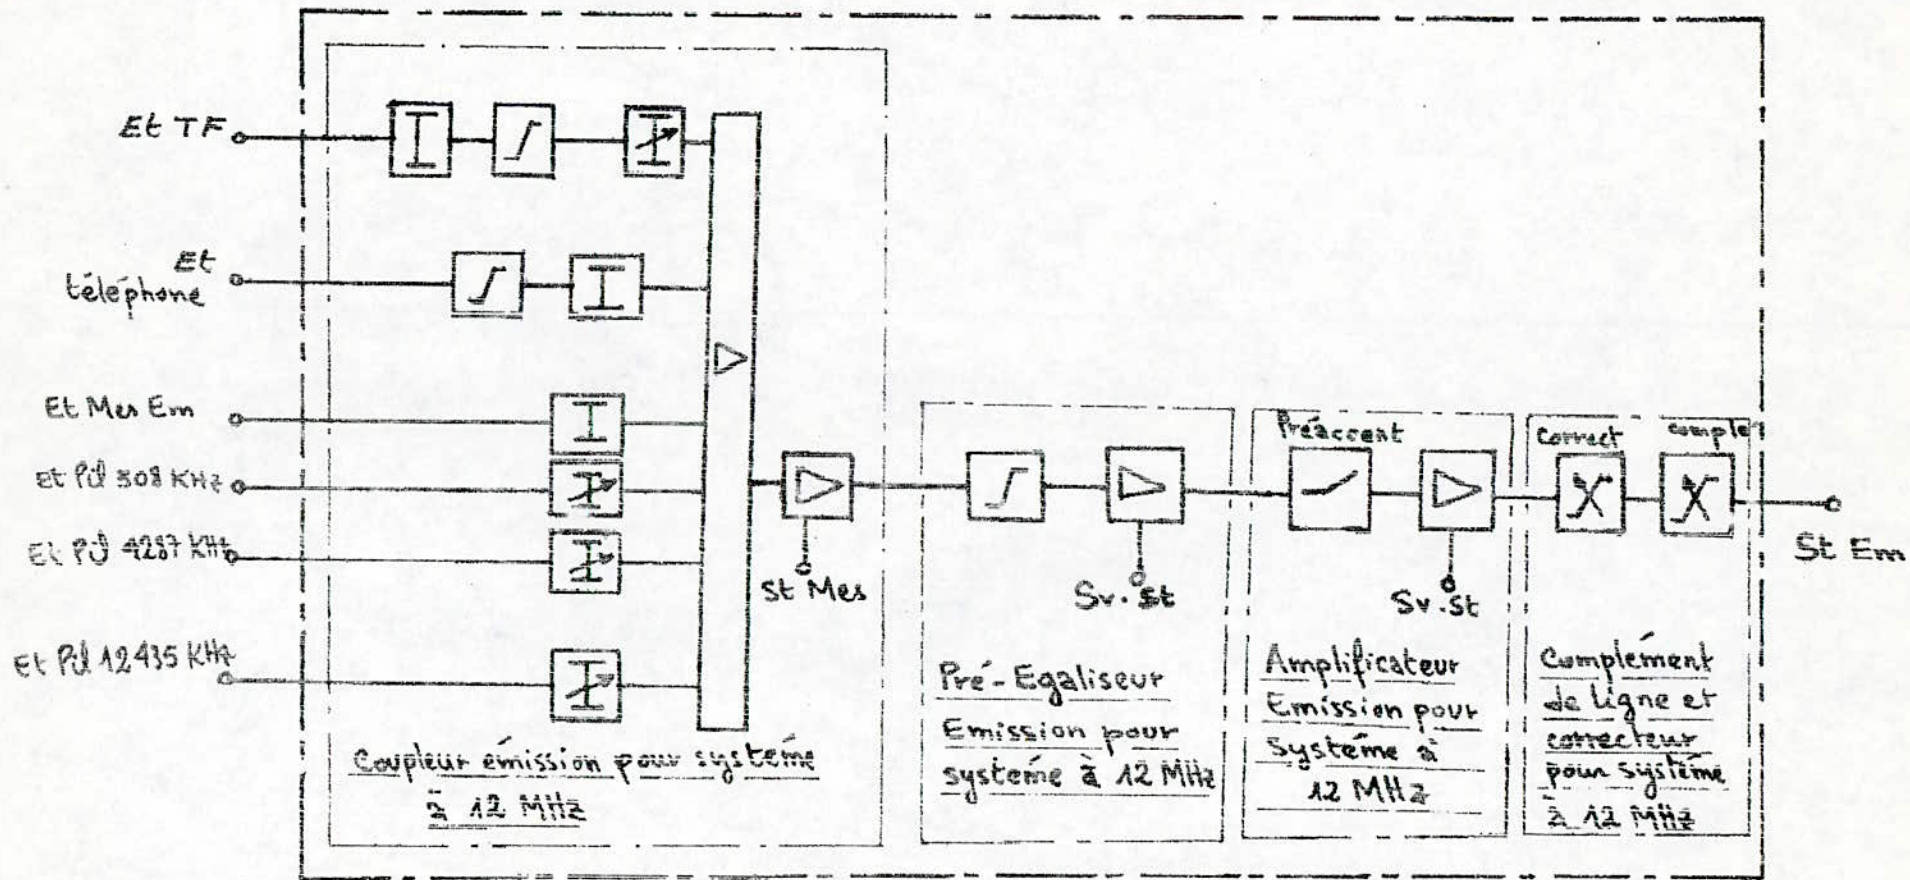 Et TF
Et
téléphone
Et Mes Em
Et Pil 308 KHz
Et Pil 4287 KHz
Et Pil 12435 KHz
St Mes
Coupleur émission pour système
à 12 MHz
Sv. St
Pré-Egaliseur
Emission pour
système à 12 MHz
Préaccent
Sv. St
Amplificateur
Emission pour
Système à
12 MHz
Correct
complet
Complément
de ligne et
correcteur
pour système
à 12 MHz
St Em